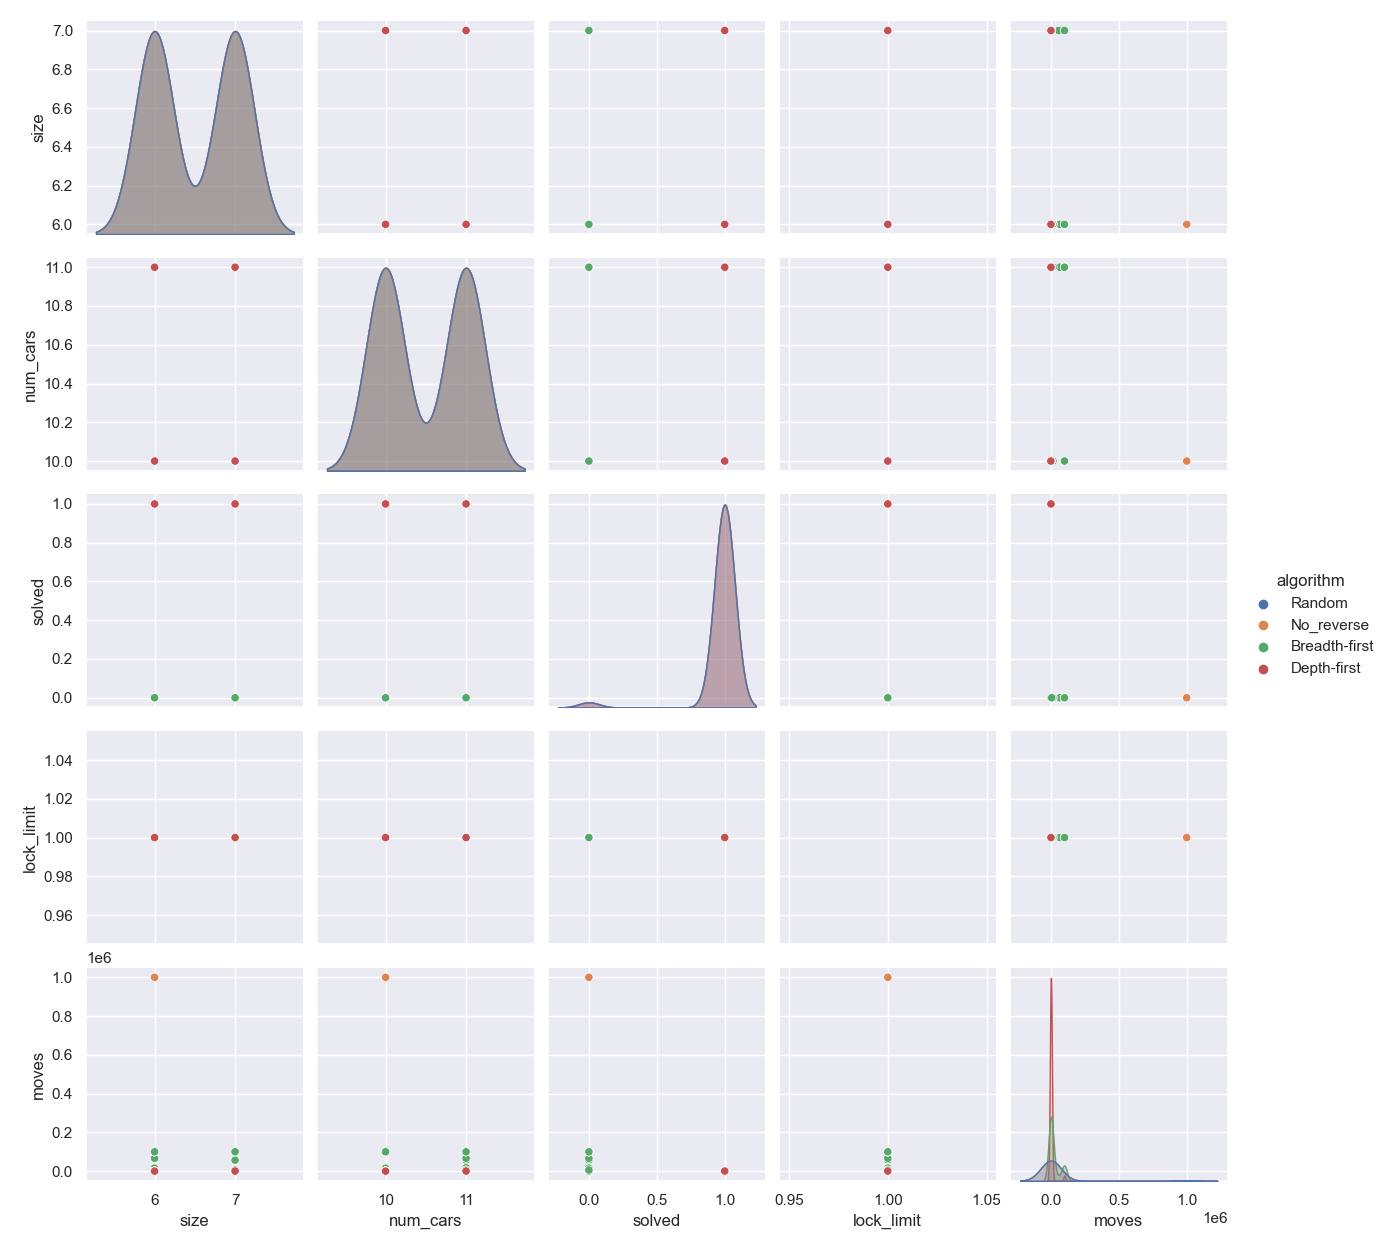 7.0
6.8
6.6
6.4
6.2
6.0
size
11.0
10.8
10.6
10.4
10.2
10.0
num_cars
1.0
0.8
0.6
0.4
0.2
0.0
solved
algorithm
Random
No_reverse
Breadth-first
Depth-first
1.04
1.02
1.00
0.98
0.96
lock_limit
1e6
1.0
0.8
0.6
0.4
0.2
0.0
moves
6 7
size
10 11
num_cars
0.0 0.5 1.0
solved
0.95 1.00 1.05
lock_limit
0.0 0.5 1.0
1e6
moves